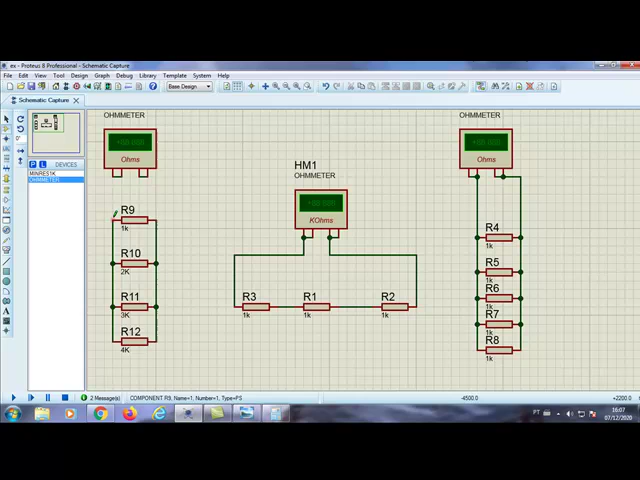 ex - Proteus 8 Professional - Schematic Capture
File Edit View Tool Design Graph Debug Library Template System Help
Base Design
Schematic Capture
P L DEVICES
MINRES1K
OHMMETER
OHMMETER
Ohms
R9
1k
R10
2K
R11
3K
R12
4K
HM1
OHMMETER
KOhms
R3
1k
R1
1k
R2
1k
OHMMETER
Ohms
R4
1k
R5
1k
R6
1k
R7
1k
R8
1k
2 Message(s)
COMPONENT R9, Name=1, Number=1, Type=PS
-4500.0
+2200.0
PT
16:07
07/12/2020